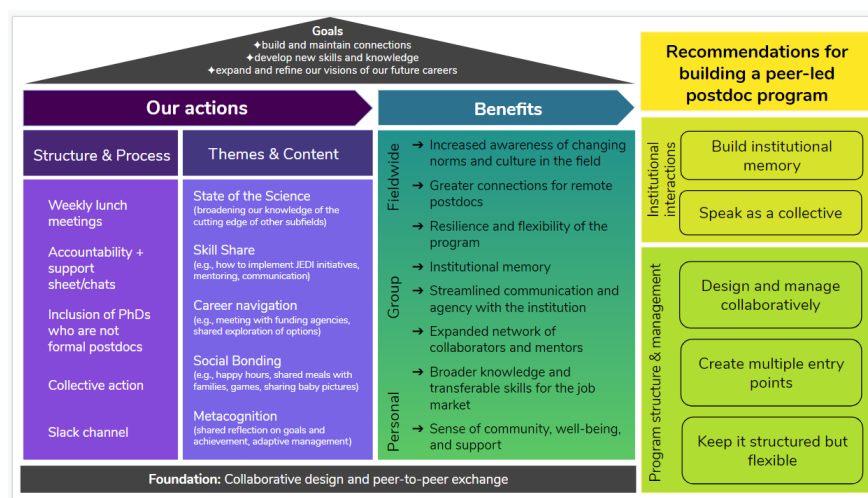 Goals
✦build and maintain connections
✦develop new skills and knowledge
✦expand and refine our visions of our future careers
Our actions
Benefits
Structure & Process
Themes & Content
Weekly lunch
meetings
Accountability +
support
sheet/chats
Inclusion of PhDs
who are not
formal postdocs
Collective action
Slack channel
State of the Science
(broadening our knowledge of the
cutting edge of other subfields)
Skill Share
(e.g., how to implement JEDI initiatives,
mentoring, communication)
Career navigation
(e.g., meeting with funding agencies,
shared exploration of options)
Social Bonding
(e.g., happy hours, shared meals with
families, games, sharing baby pictures)
Metacognition
(shared reflection on goals and
achievement, adaptive management)
Fieldwide
Group
Personal
➔ Increased awareness of changing
norms and culture in the field
➔ Greater connections for remote
postdocs
➔ Resilience and flexibility of the
program
➔ Institutional memory
➔ Streamlined communication and
agency with the institution
➔ Expanded network of
collaborators and mentors
➔ Broader knowledge and
transferable skills for the job
market
➔ Sense of community, well-being,
and support
Foundation: Collaborative design and peer-to-peer exchange
Recommendations for
building a peer-led
postdoc program
Institutional
interactions
Build institutional
memory
Speak as a collective
Program structure & management
Design and manage
collaboratively
Create multiple entry
points
Keep it structured but
flexible